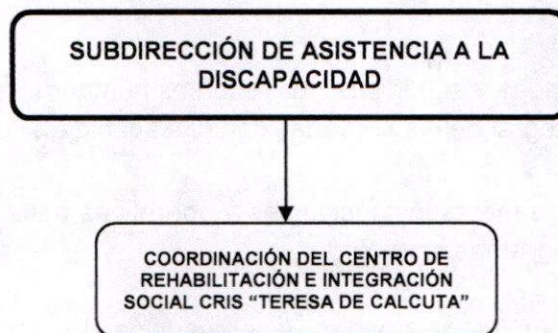 SUBDIRECCIÓN DE ASISTENCIA A LA
DISCAPACIDAD
COORDINACIÓN DEL CENTRO DE
REHABILITACIÓN E INTEGRACIÓN
SOCIAL CRIS “TERESA DE CALCUTA”